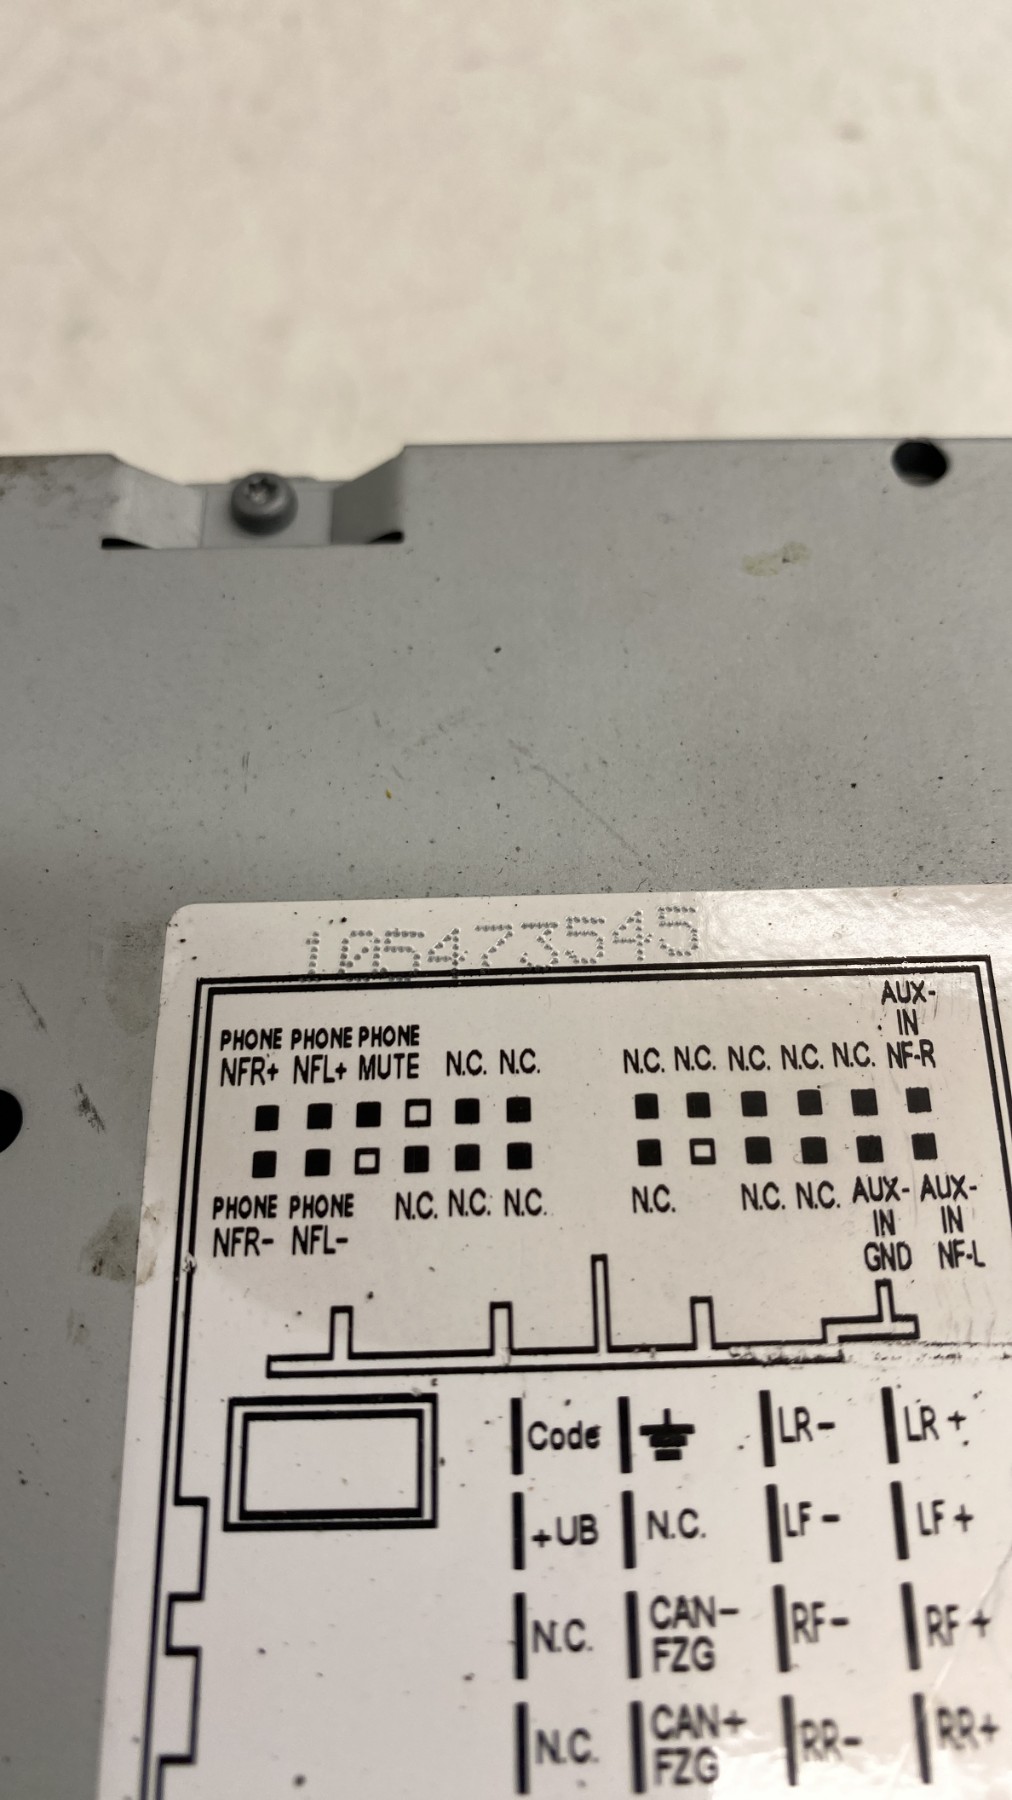 105473545
AUX-
IN
PHONE PHONE PHONE
NFR+ NFL+ MUTE N.C. N.C. N.C. N.C. N.C. N.C. N.C. NF-R
PHONE PHONE N.C. N.C. N.C. N.C. N.C. N.C. AUX- AUX-
NFR- NFL- IN IN
GND NF-L
Code LR- LR+
+UB N.C. LF- LF+
N.C. CAN- RF- RF+
FZG
N.C. CAN+ RR- RR+
FZG